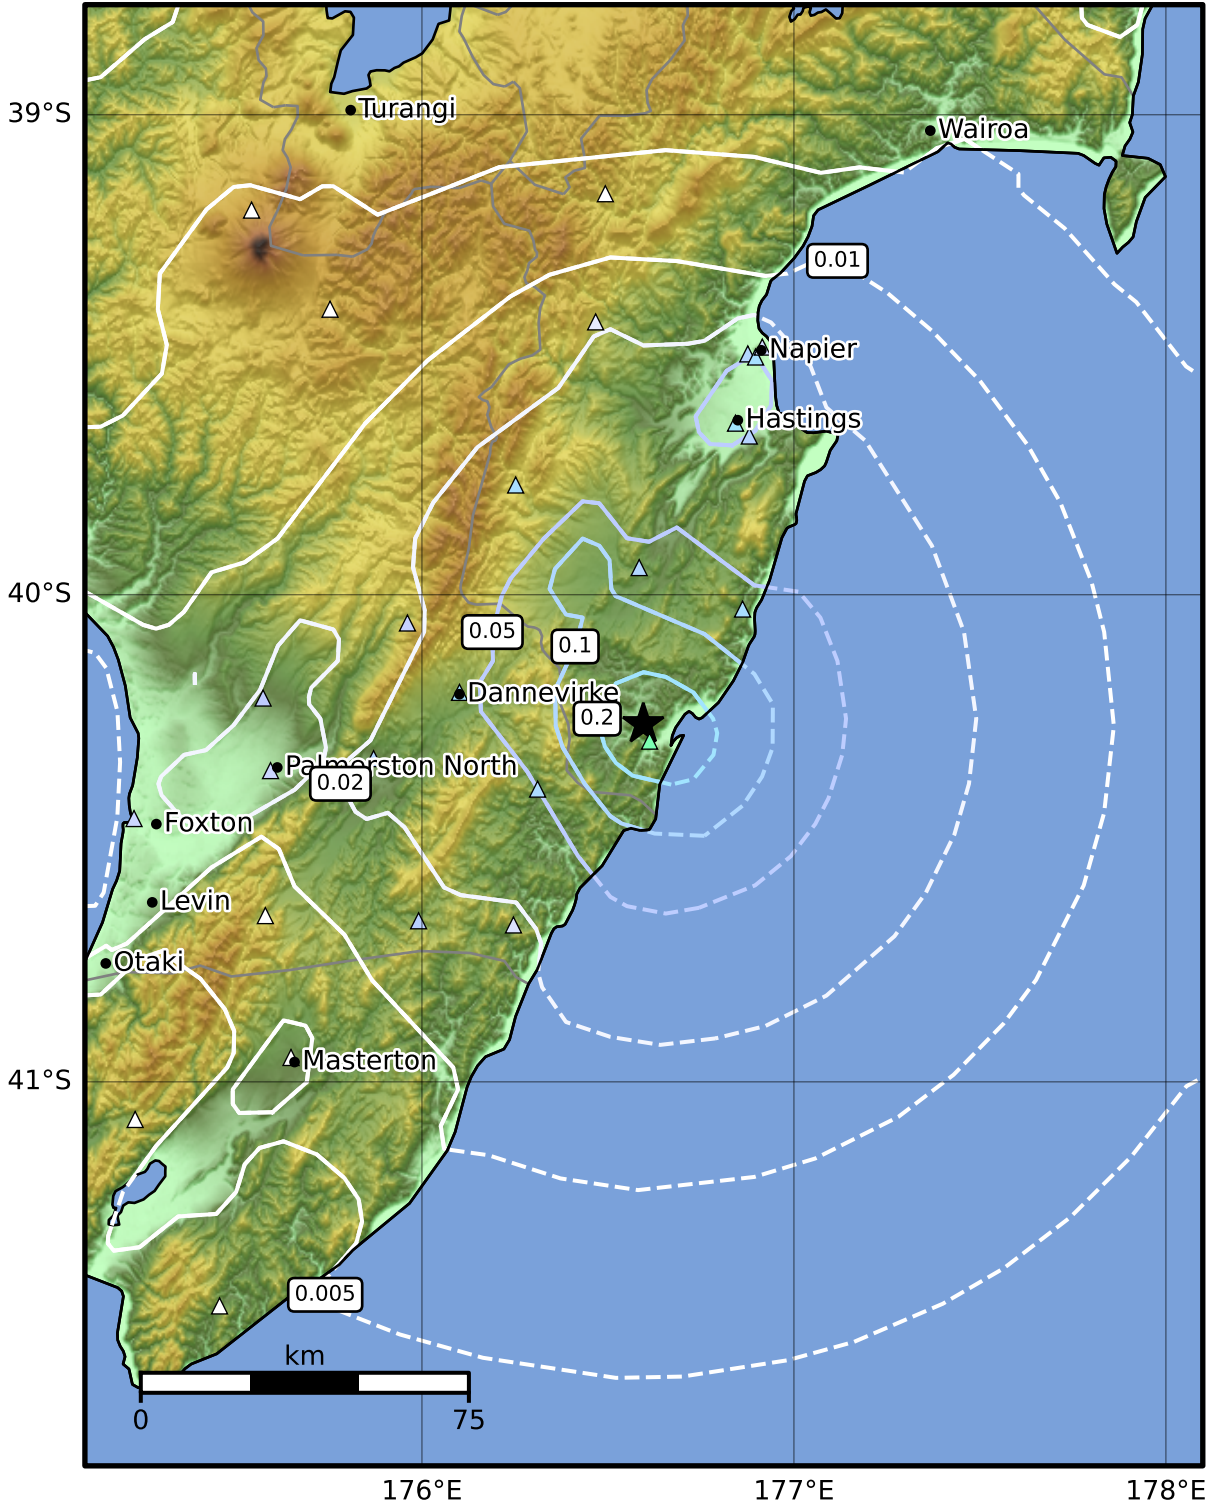 39°S
Turangi
Wairoa
0.01
Napier
Hastings
40°S
0.05
0.1
Dannevirke
0.2
Palmerston North
0.02
Foxton
Levin
Otaki
Masterton
41°S
0.005
km
0
75
176°E
177°E
178°E